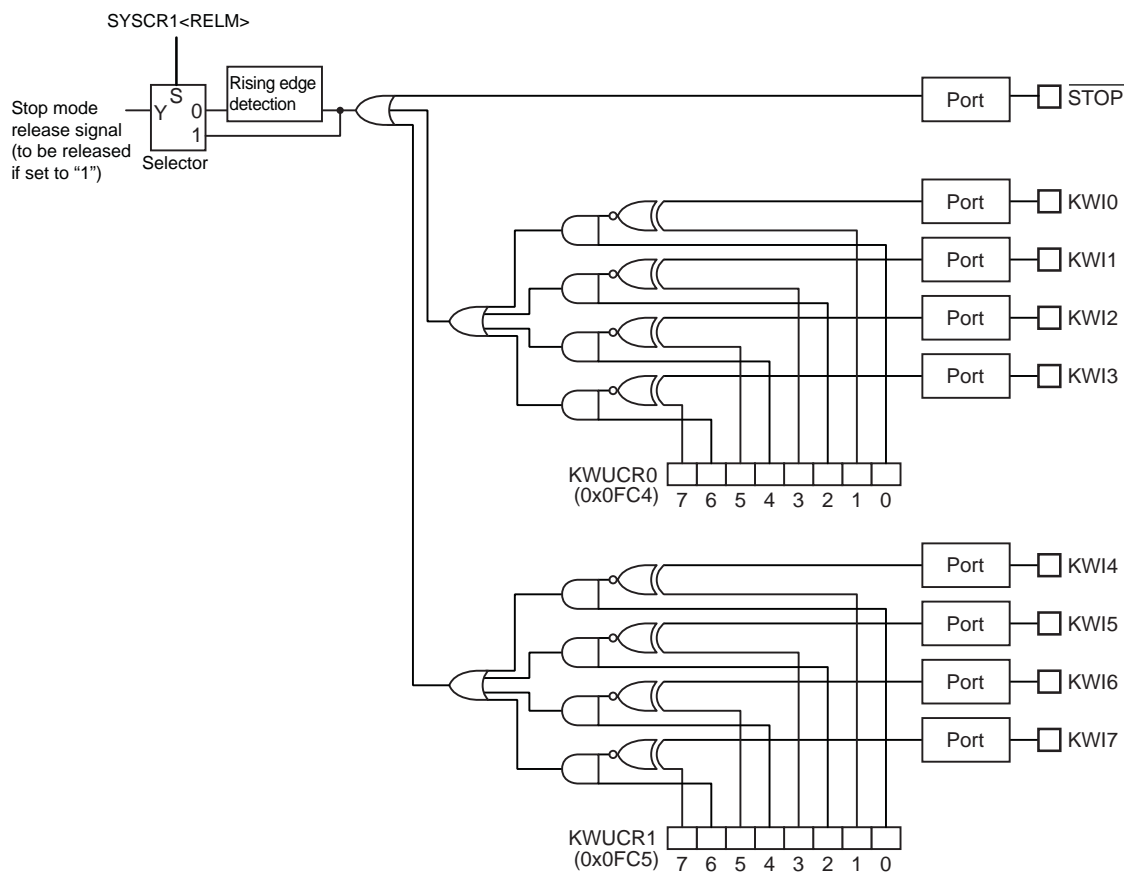 SYSCR1<RELM>
Rising edge
detection
S
Y
0
1
Selector
Stop mode
release signal
(to be released
if set to “1”)
Port
STOP
Port
KWI0
Port
KWI1
Port
KWI2
Port
KWI3
KWUCR0
(0x0FC4)
7 6 5 4 3 2 1 0
Port
KWI4
Port
KWI5
Port
KWI6
Port
KWI7
KWUCR1
(0x0FC5)
7 6 5 4 3 2 1 0